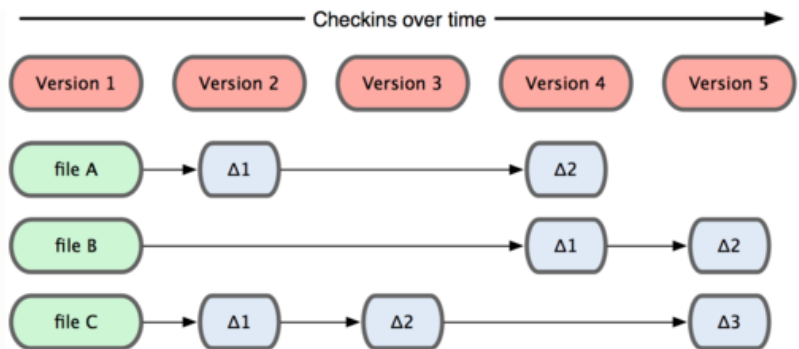 Checkins over time
Version 1 Version 2 Version 3 Version 4 Version 5
file A Δ1 Δ2
file B Δ1 Δ2
file C Δ1 Δ2 Δ3